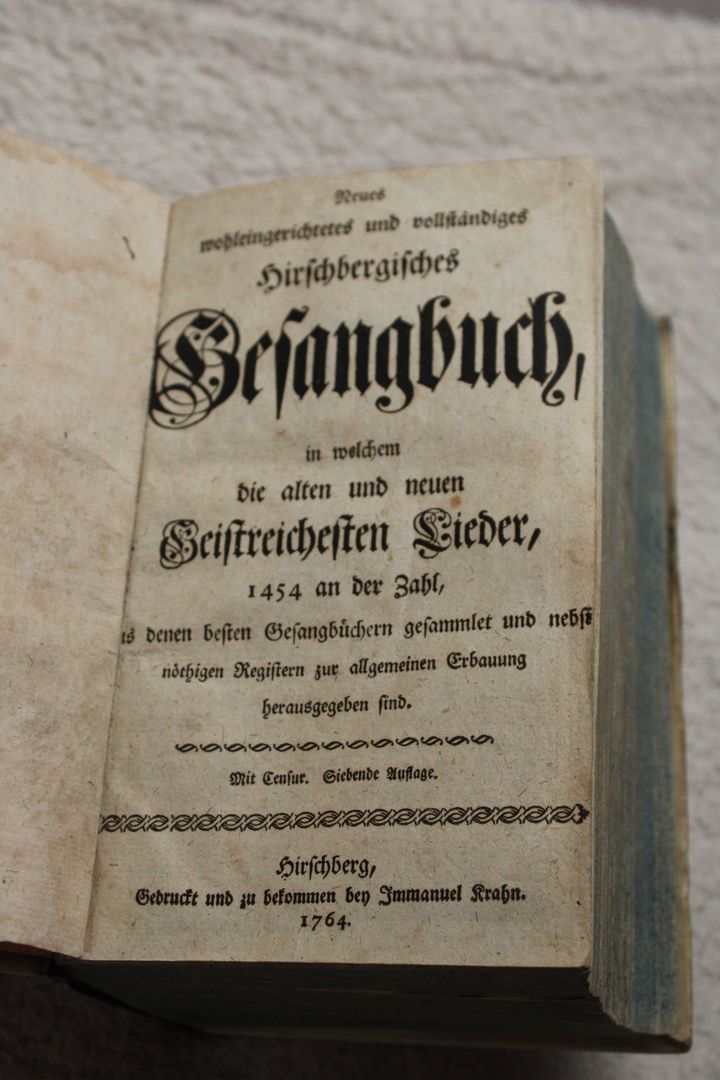 Neues
wohleingerichtetes und vollständiges
Hirschbergisches
Gesangbuch,
in welchem
die alten und neuen
Geistreichesten Lieder,
1454 an der Zahl,
us denen besten Gesangbüchern gesammlet und nebst
nöthigen Registern zur allgemeinen Erbauung
herausgegeben sind.
Mit Censur. Siebende Auflage.
Hirschberg,
Gedruckt und zu bekommen bey Immanuel Krahn.
1764.